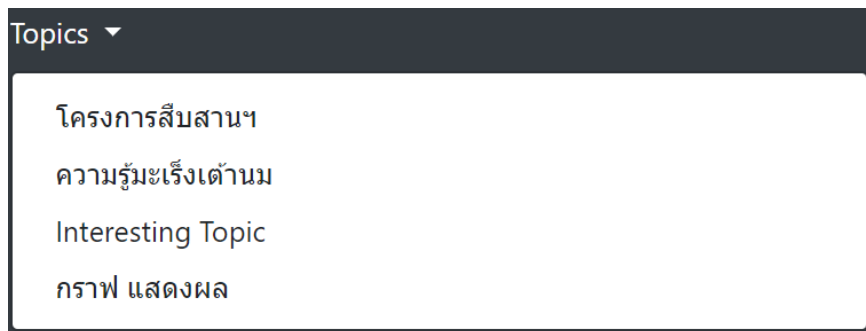 Topics
โครงการสืบสานฯ
ความรู้มะเร็งเต้านม
Interesting Topic
กราฟ แสดงผล